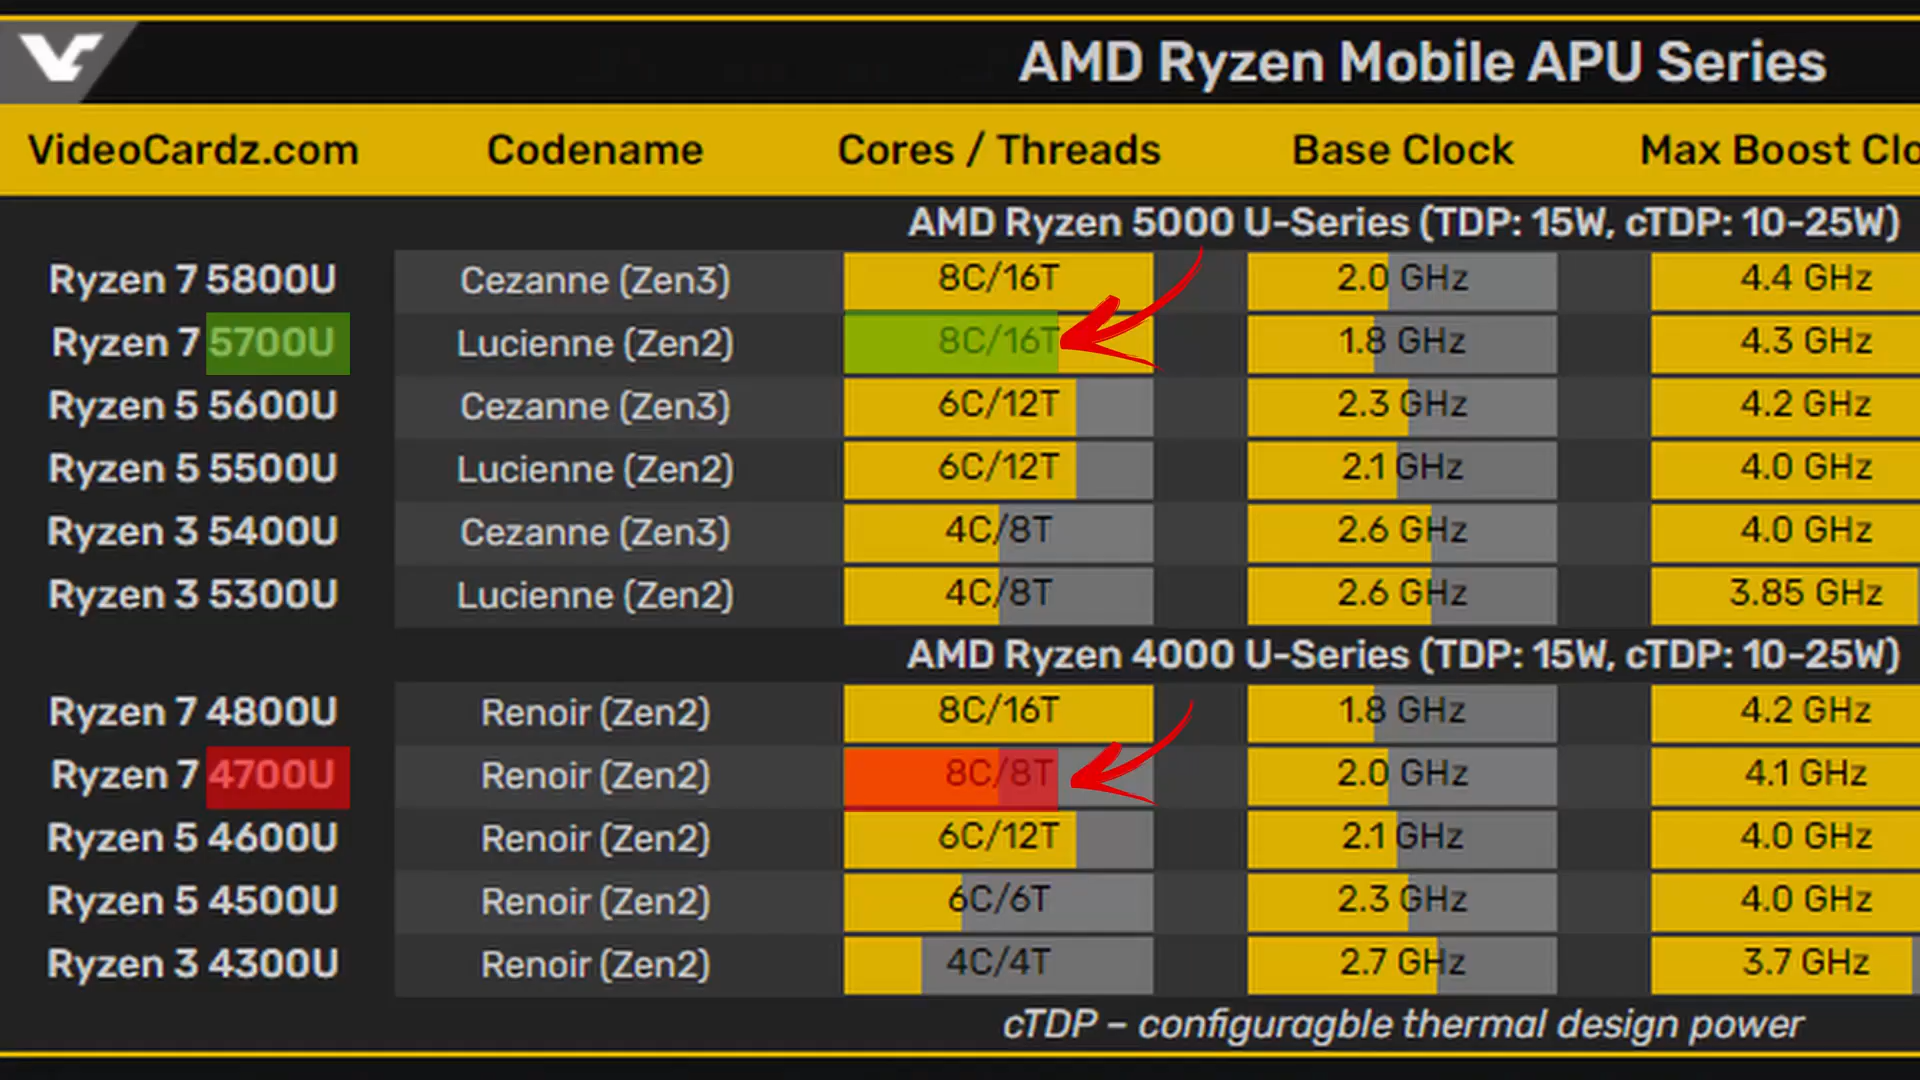 AMD Ryzen Mobile APU Series
VideoCardz.com Codename Cores / Threads Base Clock Max Boost Clo
AMD Ryzen 5000 U-Series (TDP: 15W, cTDP: 10-25W)
Ryzen 7 5800U Cezanne (Zen3) 8C/16T 2.0 GHz 4.4 GHz
Ryzen 7 5700U Lucienne (Zen2) 8C/16T 1.8 GHz 4.3 GHz
Ryzen 5 5600U Cezanne (Zen3) 6C/12T 2.3 GHz 4.2 GHz
Ryzen 5 5500U Lucienne (Zen2) 6C/12T 2.1 GHz 4.0 GHz
Ryzen 3 5400U Cezanne (Zen3) 4C/8T 2.6 GHz 4.0 GHz
Ryzen 3 5300U Lucienne (Zen2) 4C/8T 2.6 GHz 3.85 GHz
AMD Ryzen 4000 U-Series (TDP: 15W, cTDP: 10-25W)
Ryzen 7 4800U Renoir (Zen2) 8C/16T 1.8 GHz 4.2 GHz
Ryzen 7 4700U Renoir (Zen2) 8C/8T 2.0 GHz 4.1 GHz
Ryzen 5 4600U Renoir (Zen2) 6C/12T 2.1 GHz 4.0 GHz
Ryzen 5 4500U Renoir (Zen2) 6C/6T 2.3 GHz 4.0 GHz
Ryzen 3 4300U Renoir (Zen2) 4C/4T 2.7 GHz 3.7 GHz
cTDP – configuragble thermal design power